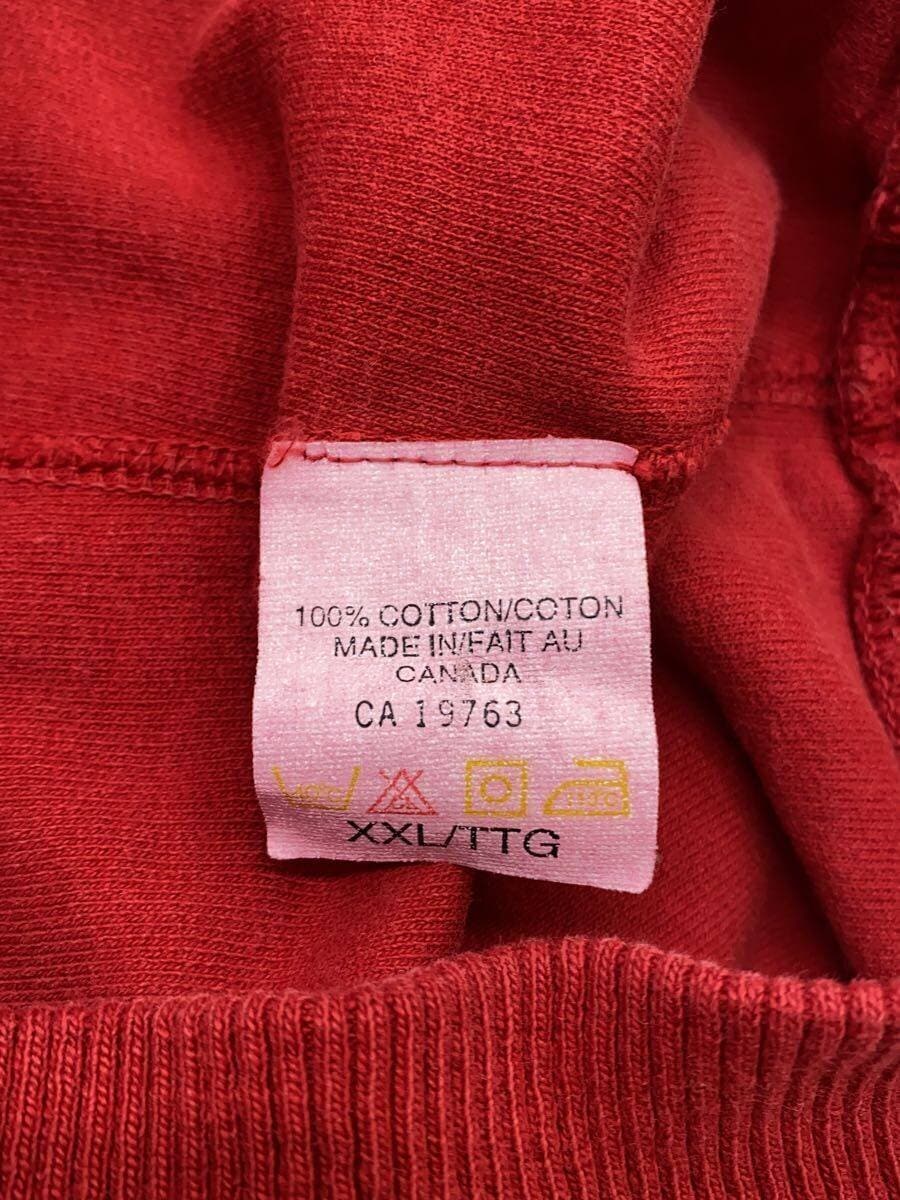 100% COTTON/COTON
MADE IN/FAIT AU
CANADA
CA 19763
XXL/TTG